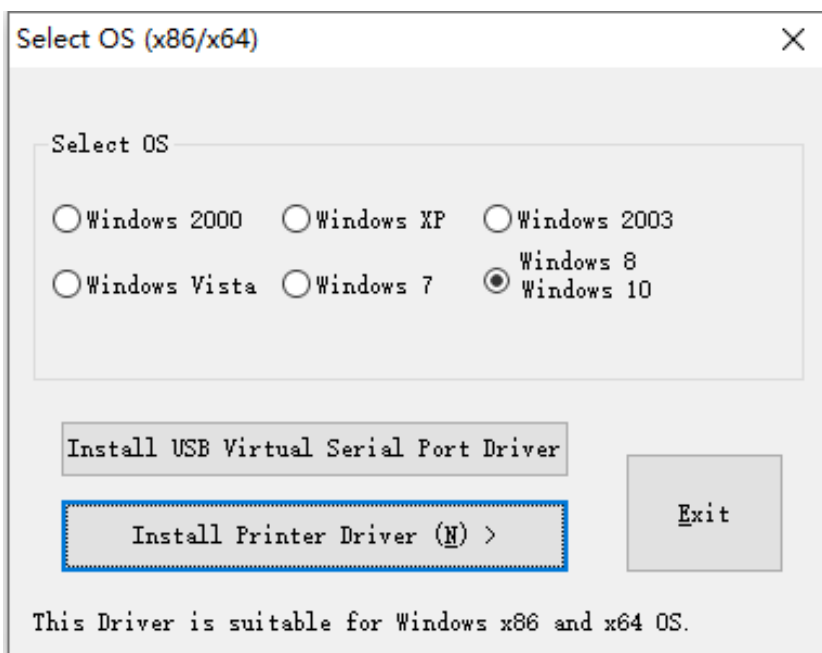 Select OS (x86/x64)
Select OS
Windows 2000
Windows XP
Windows 2003
Windows Vista
Windows 7
Windows 8
Windows 10
Install USB Virtual Serial Port Driver
Install Printer Driver (N) >
Exit
This Driver is suitable for Windows x86 and x64 OS.